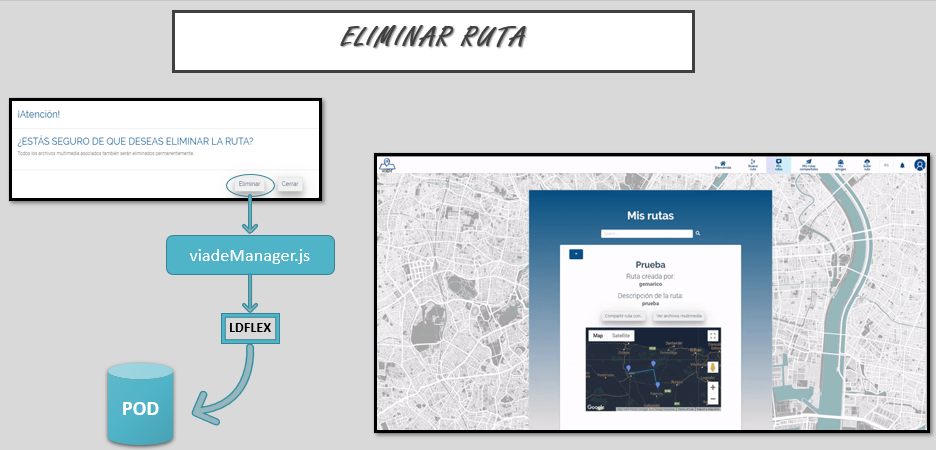 ELIMINAR RUTA
¡Atención!
¿ESTÁS SEGURO DE QUE DESEAS ELIMINAR LA RUTA?
Todos los archivos multimedia asociados también serán eliminados permanentemente.
Eliminar
Cerrar
viadeManager.js
LDFLEX
POD
Bienvenido
Nueva ruta
Mis rutas
Mis rutas compartidas
Mis amigos
Subir ruta
Mis rutas
Prueba
Ruta creada por:
gemarico
Descripción de la ruta:
prueba
Compartir ruta con...
Ver archivos multimedia
Map
Satellite
Google